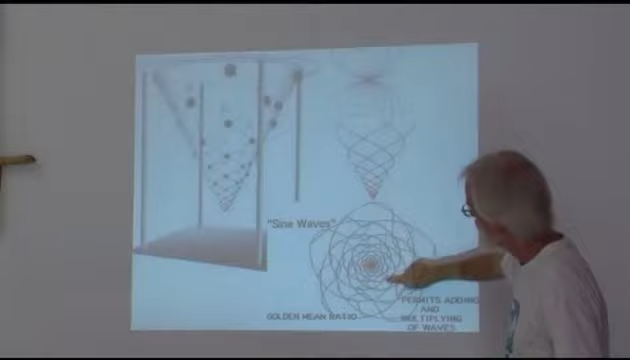 "Sine Waves"
GOLDEN MEAN RATIO
PERMITS ADDING
AND
MULTIPLYING
OF WAVES